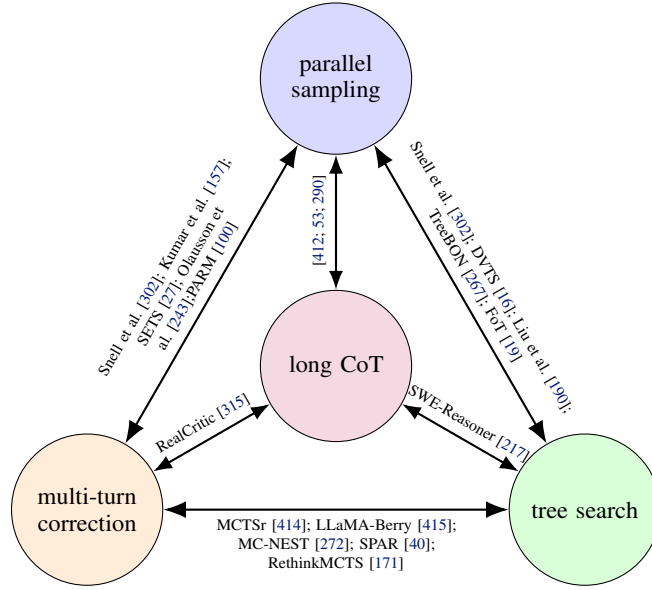 parallel
sampling
Snell et al. [302]; Kumar et al. [157];
SETS [27]; Olausson et
al. [243];PARM [100]
[412; 53; 290]
Snell et al. [302]; DVTS [16]; Liu et al. [190];
TreeBON [267]; FoT [19]
long CoT
RealCritic [315]
SWE-Reasoner [217]
multi-turn
correction
tree search
MCTSr [414]; LLaMA-Berry [415];
MC-NEST [272]; SPAR [40];
RethinkMCTS [171]